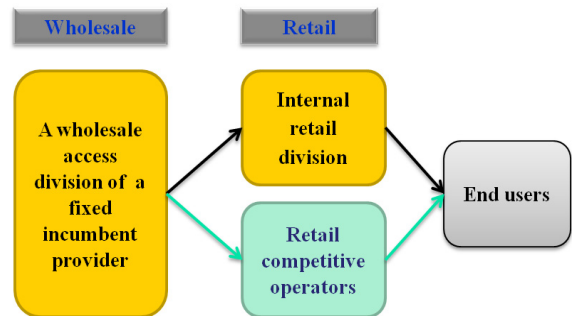 Wholesale
Retail
A wholesale
access
division of a
fixed
incumbent
provider
Internal
retail
division
Retail
competitive
operators
End users